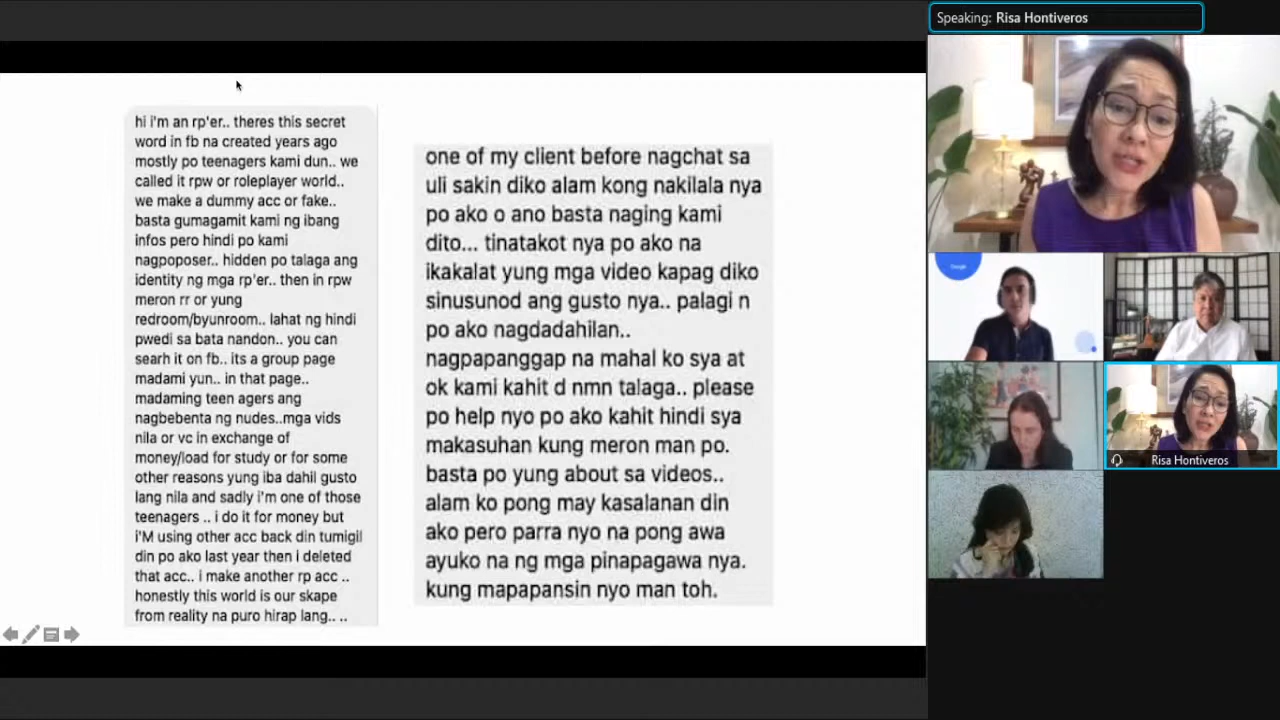 Speaking: Risa Hontiveros
hi i'm an rp'er.. theres this secret
word in fb na created years ago
mostly po teenagers kami dun.. we
called it rpw or roleplayer world..
we make a dummy acc or fake..
basta gumagamit kami ng ibang
infos pero hindi po kami
nagpoposer.. hidden po talaga ang
identity ng mga rp'er.. then in rpw
meron rr or yung
redroom/byunroom.. lahat ng hindi
pwedi sa bata nandon.. you can
searh it on fb.. its a group page
madami yun.. in that page..
madaming teen agers ang
nagbebenta ng nudes..mga vids
nila or vc in exchange of
money/load for study or for some
other reasons yung iba dahil gusto
lang nila and sadly i'm one of those
teenagers .. i do it for money but
i'M using other acc back din tumigil
din po ako last year then i deleted
that acc.. i make another rp acc ..
honestly this world is our skape
from reality na puro hirap lang.. ..
one of my client before nagchat sa
uli sakin diko alam kong nakilala nya
po ako o ano basta naging kami
dito... tinatakot nya po ako na
ikakalat yung mga video kapag diko
sinusunod ang gusto nya.. palagi n
po ako nagdadahilan..
nagpapanggap na mahal ko sya at
ok kami kahit d nmn talaga.. please
po help nyo po ako kahit hindi sya
makasuhan kung meron man po.
basta po yung about sa videos..
alam ko pong may kasalanan din
ako pero parra nyo na pong awa
ayuko na ng mga pinapagawa nya.
kung mapapansin nyo man toh.
Google
Risa Hontiveros